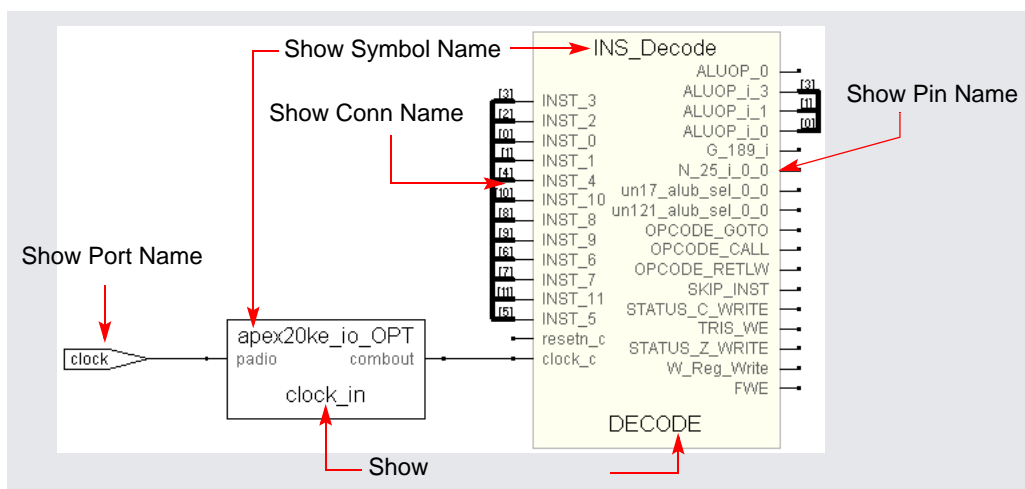 Show Symbol Name
INS_Decode
ALUOP_0
ALUOP_i_3 [3]
ALUOP_i_1 [1]
ALUOP_i_0 [0]
G_189_i
N_25_i_0_0
un17_alub_sel_0_0
un121_alub_sel_0_0
OPCODE_GOTO
OPCODE_CALL
OPCODE_RETLW
SKIP_INST
STATUS_C_WRITE
TRIS_WE
STATUS_Z_WRITE
W_Reg_Write
FWE
Show Pin Name
Show Conn Name
[3] INST_3
[2] INST_2
[0] INST_0
[1] INST_1
[4] INST_4
[10] INST_10
[8] INST_8
[9] INST_9
[6] INST_6
[7] INST_7
[11] INST_11
[5] INST_5
resetn_c
clock_c
DECODE
Show Port Name
clock
apex20ke_io_OPT
padio combout
clock_in
Show